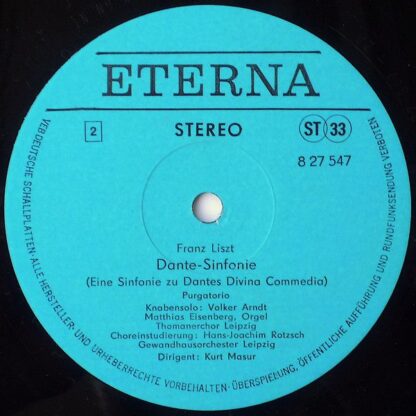 ETERNA
2
STEREO
ST 33
8 27 547
Franz Liszt
Dante-Sinfonie
(Eine Sinfonie zu Dantes Divina Commedia)
Purgatorio
Knabensolo: Volker Arndt
Matthias Eisenberg, Orgel
Thomanerchor Leipzig
Choreinstudierung: Hans-Joachim Rotzsch
Gewandhausorchester Leipzig
Dirigent: Kurt Masur
VEB DEUTSCHE SCHALLPLATTEN · ALLE HERSTELLER- UND URHEBERRECHTE VORBEHALTEN · ÜBERSPIELUNG, ÖFFENTLICHE AUFFÜHRUNG UND RUNDFUNKSENDUNG VERBOTEN